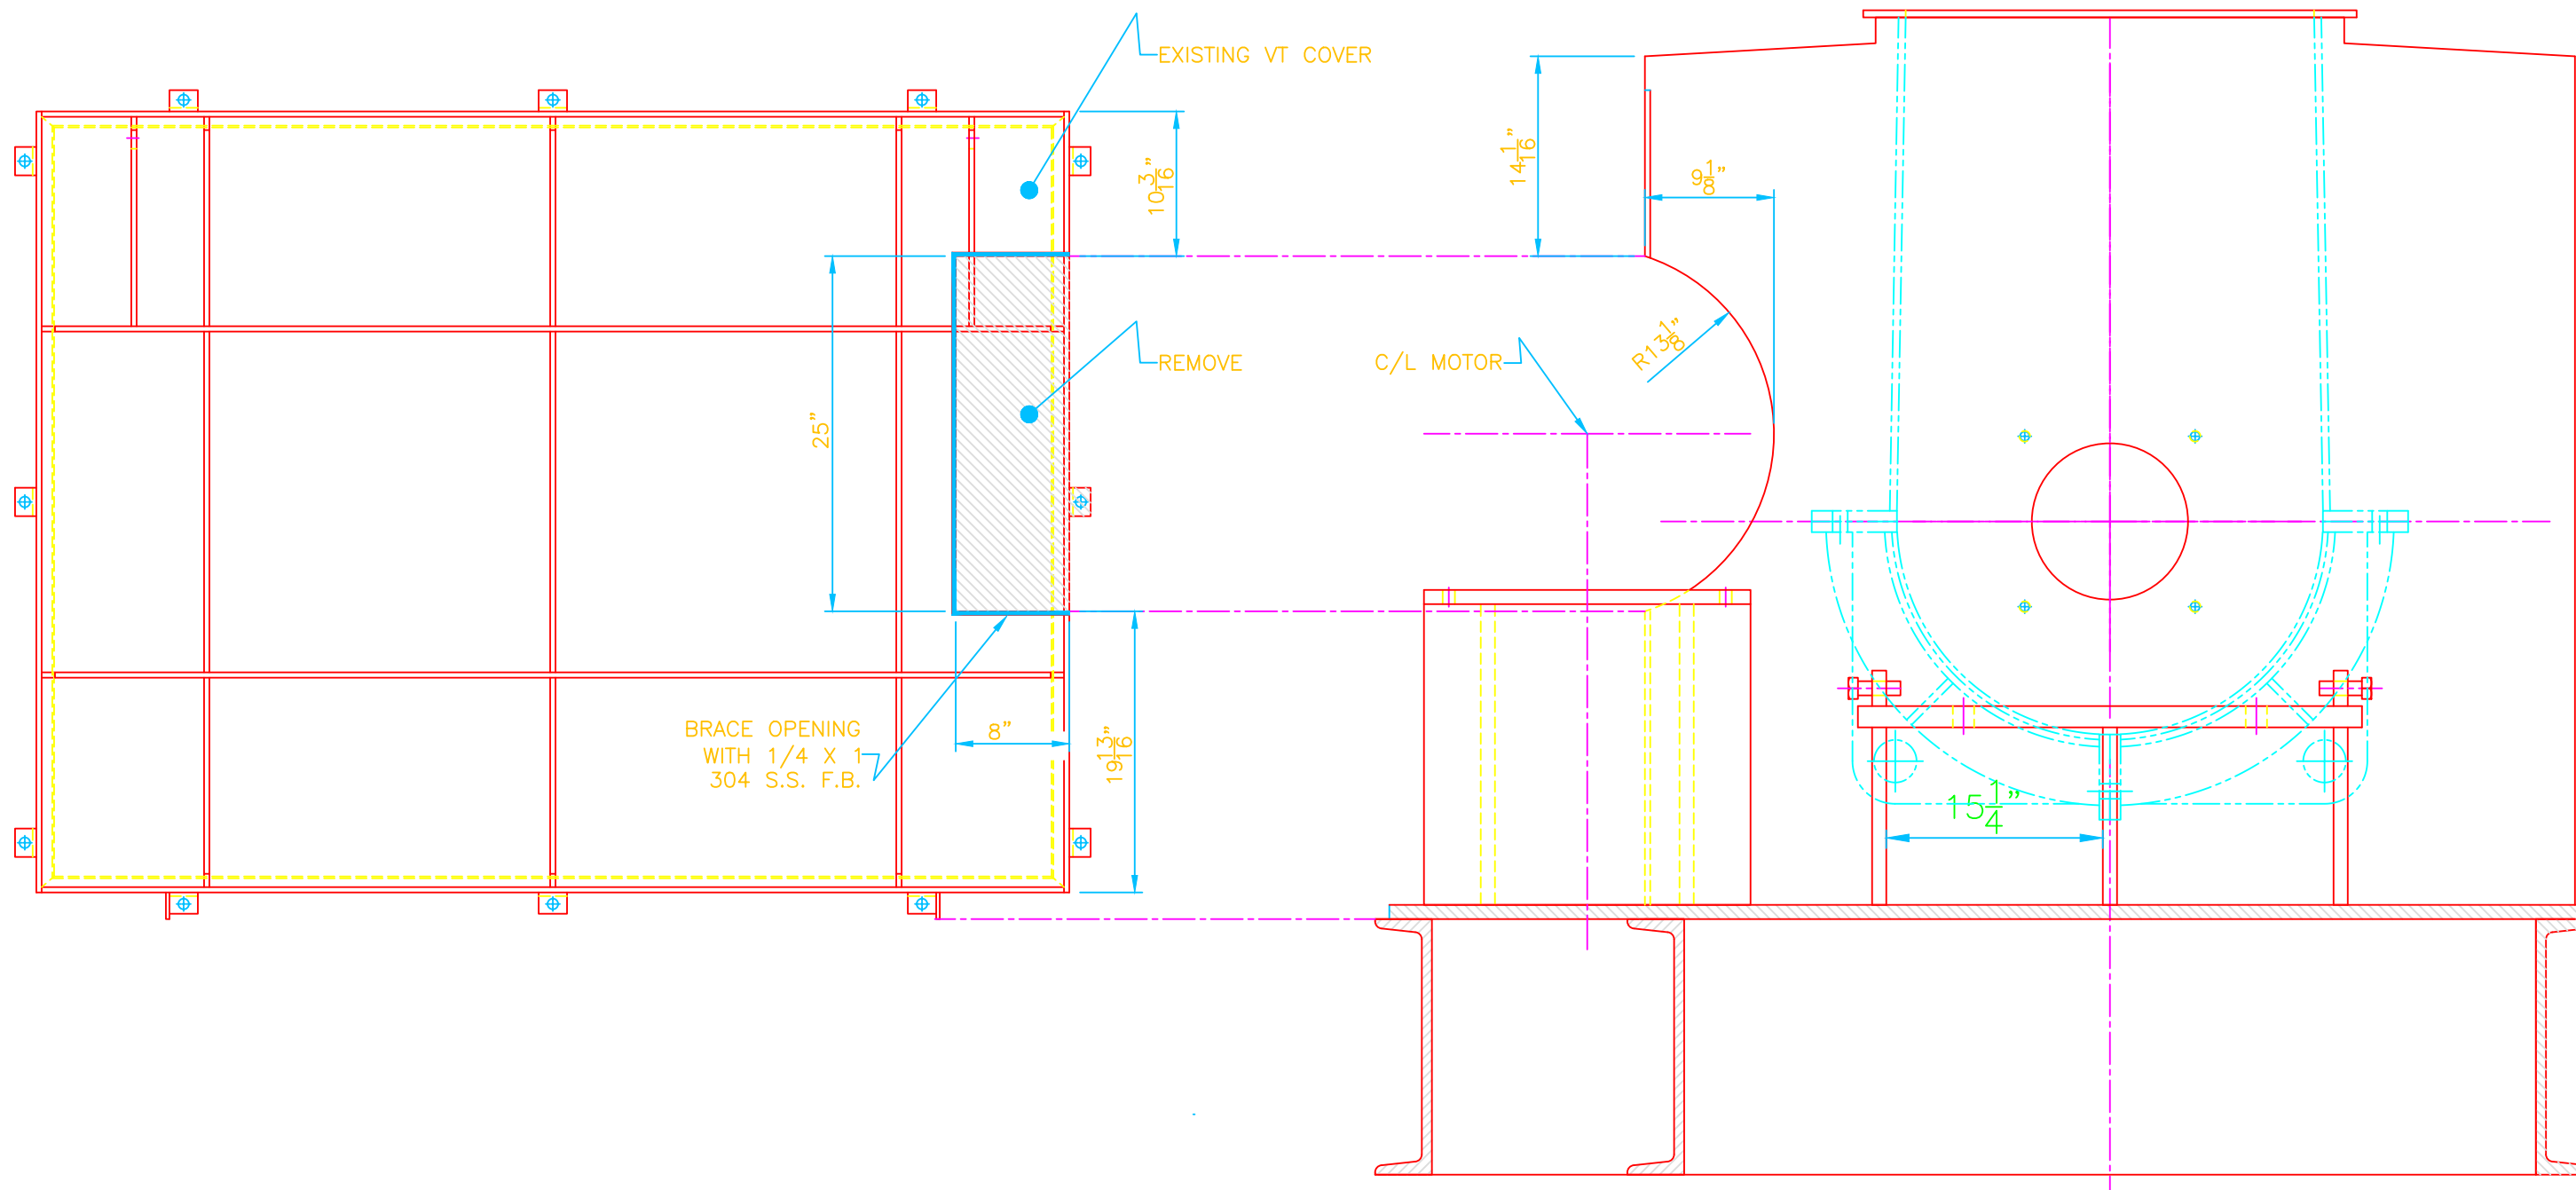 EXISTING VT COVER
10 3/16"
14 1/16"
9 1/8"
R13 1/8"
REMOVE
C/L MOTOR
25"
BRACE OPENING
WITH 1/4 X 1
304 S.S. F.B.
8"
19 13/16"
15 1/4"